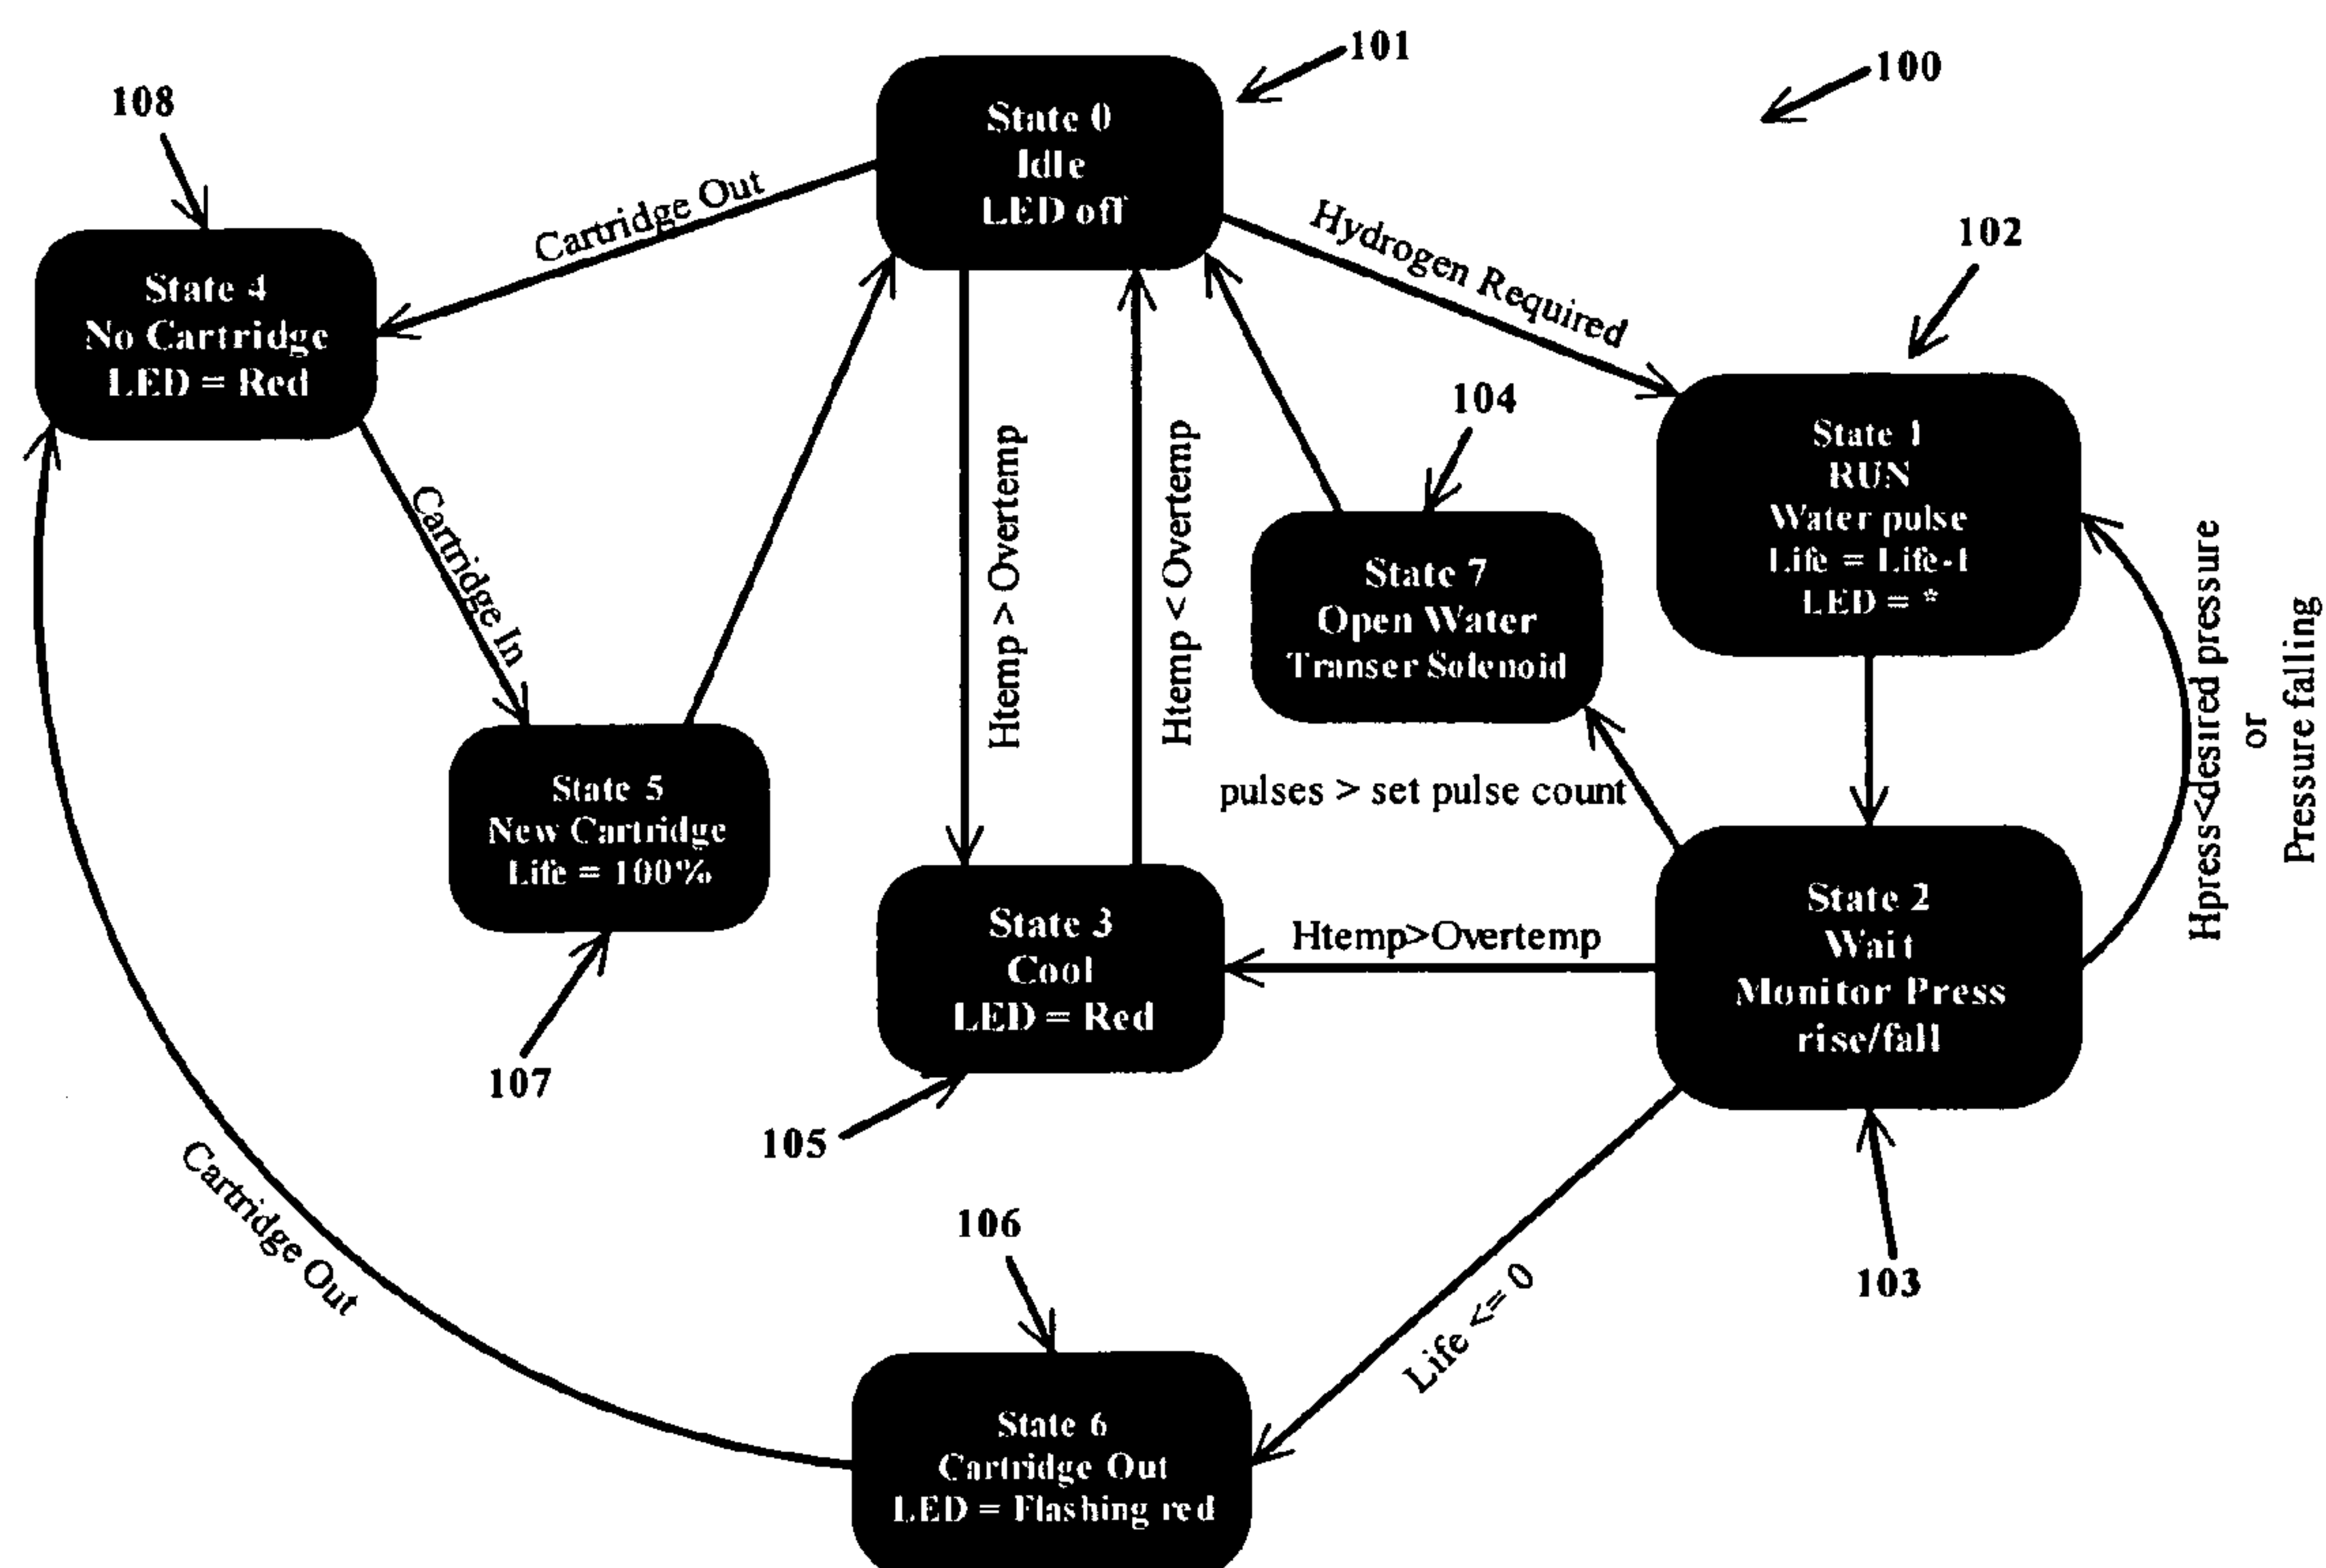 101
100
108
State 0
Idle
LED off
Cartridge Out
Hydrogen Required
102
State 4
No Cartridge
LED = Red
104
State 1
RUN
Water pulse
Life = Life-1
LED = *
Cartridge In
Htemp > Overtemp
Htemp < Overtemp
State 7
Open Water
Transer Solenoid
Hpress<desired pressure
or
Pressure falling
pulses > set pulse count
State 5
New Cartridge
Life = 100%
State 3
Cool
LED = Red
Htemp>Overtemp
State 2
Wait
Monitor Press
rise/fall
107
105
Cartridge Out
106
103
Life <= 0
State 6
Cartridge Out
LED = Flashing red